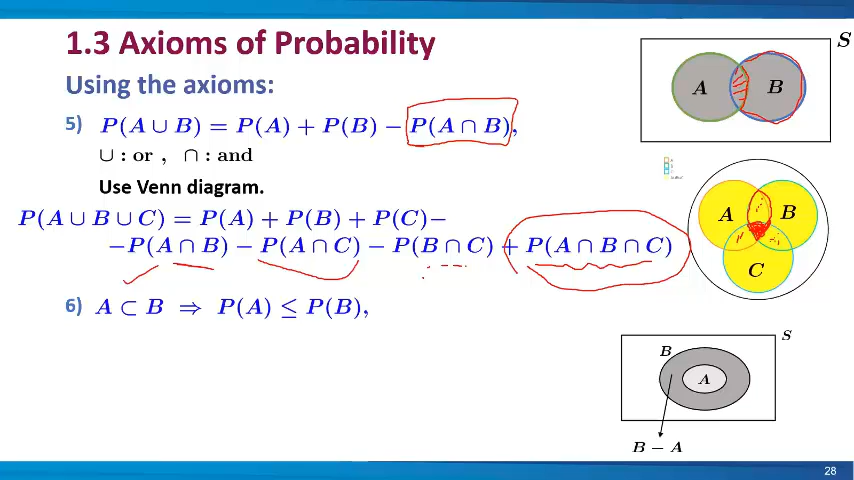 1.3 Axioms of Probability
Using the axioms:
5) P(A ∪ B) = P(A) + P(B) − P(A ∩ B),
∪ : or , ∩ : and
Use Venn diagram.
P(A ∪ B ∪ C) = P(A) + P(B) + P(C)−
−P(A ∩ B) − P(A ∩ C) − P(B ∩ C) + P(A ∩ B ∩ C)
6) A ⊂ B ⇒ P(A) ≤ P(B),
S
A B
A B
C
S
B
A
B − A
28